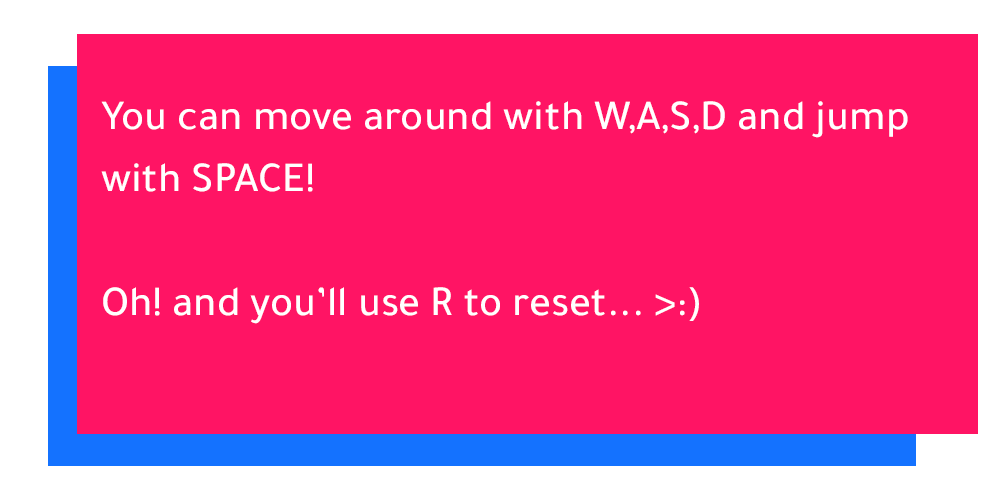 You can move around with W,A,S,D and jump
with SPACE!
Oh! and you’ll use R to reset... >:)